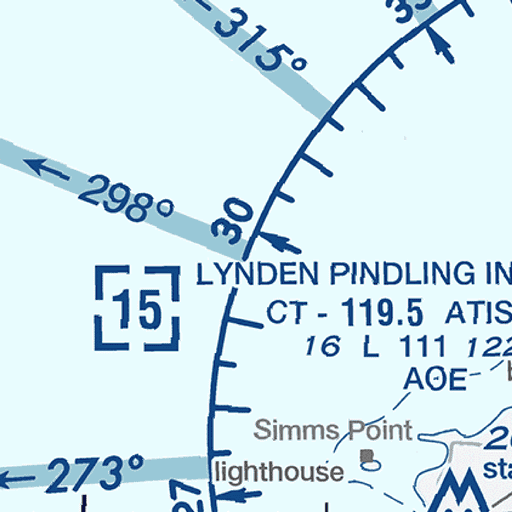 33
315°
298°
30
LYNDEN PINDLING IN
15
CT - 119.5 ATIS
16 L 111 122
AOE
Simms Point
lighthouse
273°
27
sta